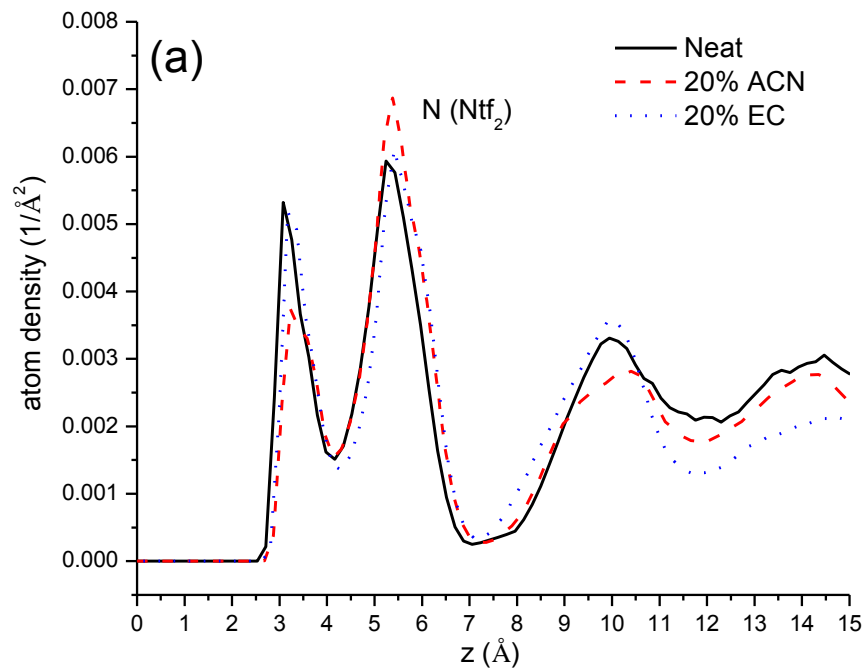 (a)
Neat
20% ACN
20% EC
N (Ntf₂)
atom density (1/Å²)
0.008
0.007
0.006
0.005
0.004
0.003
0.002
0.001
0.000
0 1 2 3 4 5 6 7 8 9 10 11 12 13 14 15
z (Å)